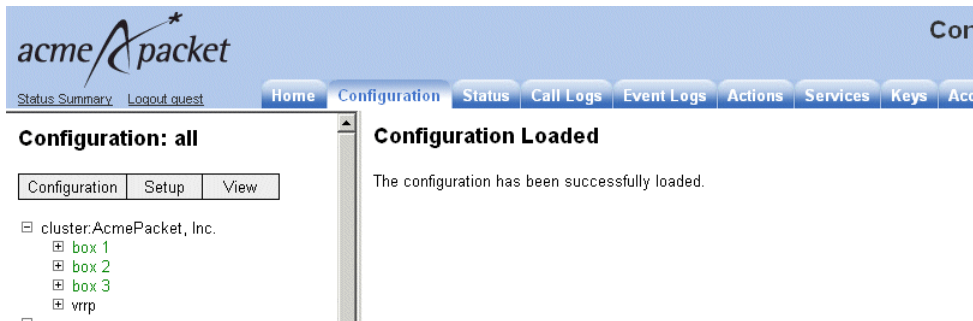 acme packet
Con
Status Summary Logout guest
Home Configuration Status Call Logs Event Logs Actions Services Keys Acc
Configuration: all
Configuration Setup View
cluster:AcmePacket, Inc.
box 1
box 2
box 3
vrrp
Configuration Loaded
The configuration has been successfully loaded.